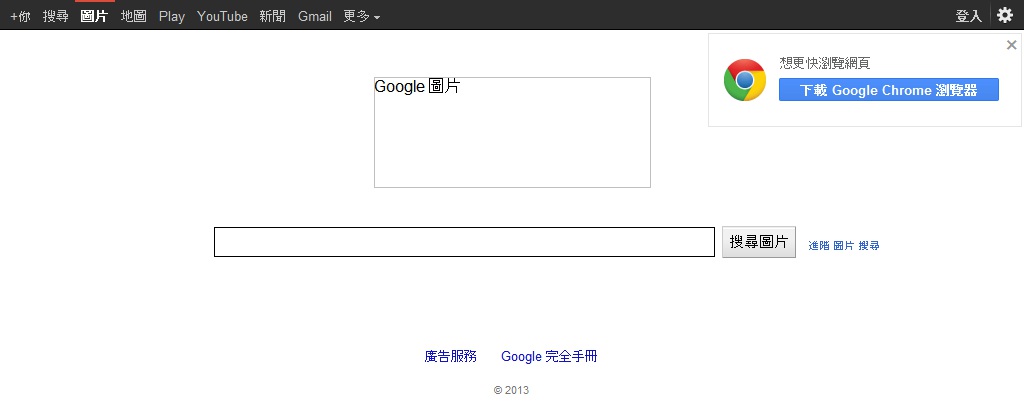 +你 搜尋 圖片 地圖 Play YouTube 新聞 Gmail 更多 登入
想更快瀏覽網頁
下載 Google Chrome 瀏覽器
Google 圖片
搜尋圖片 進階 圖片 搜尋
廣告服務 Google 完全手冊
© 2013